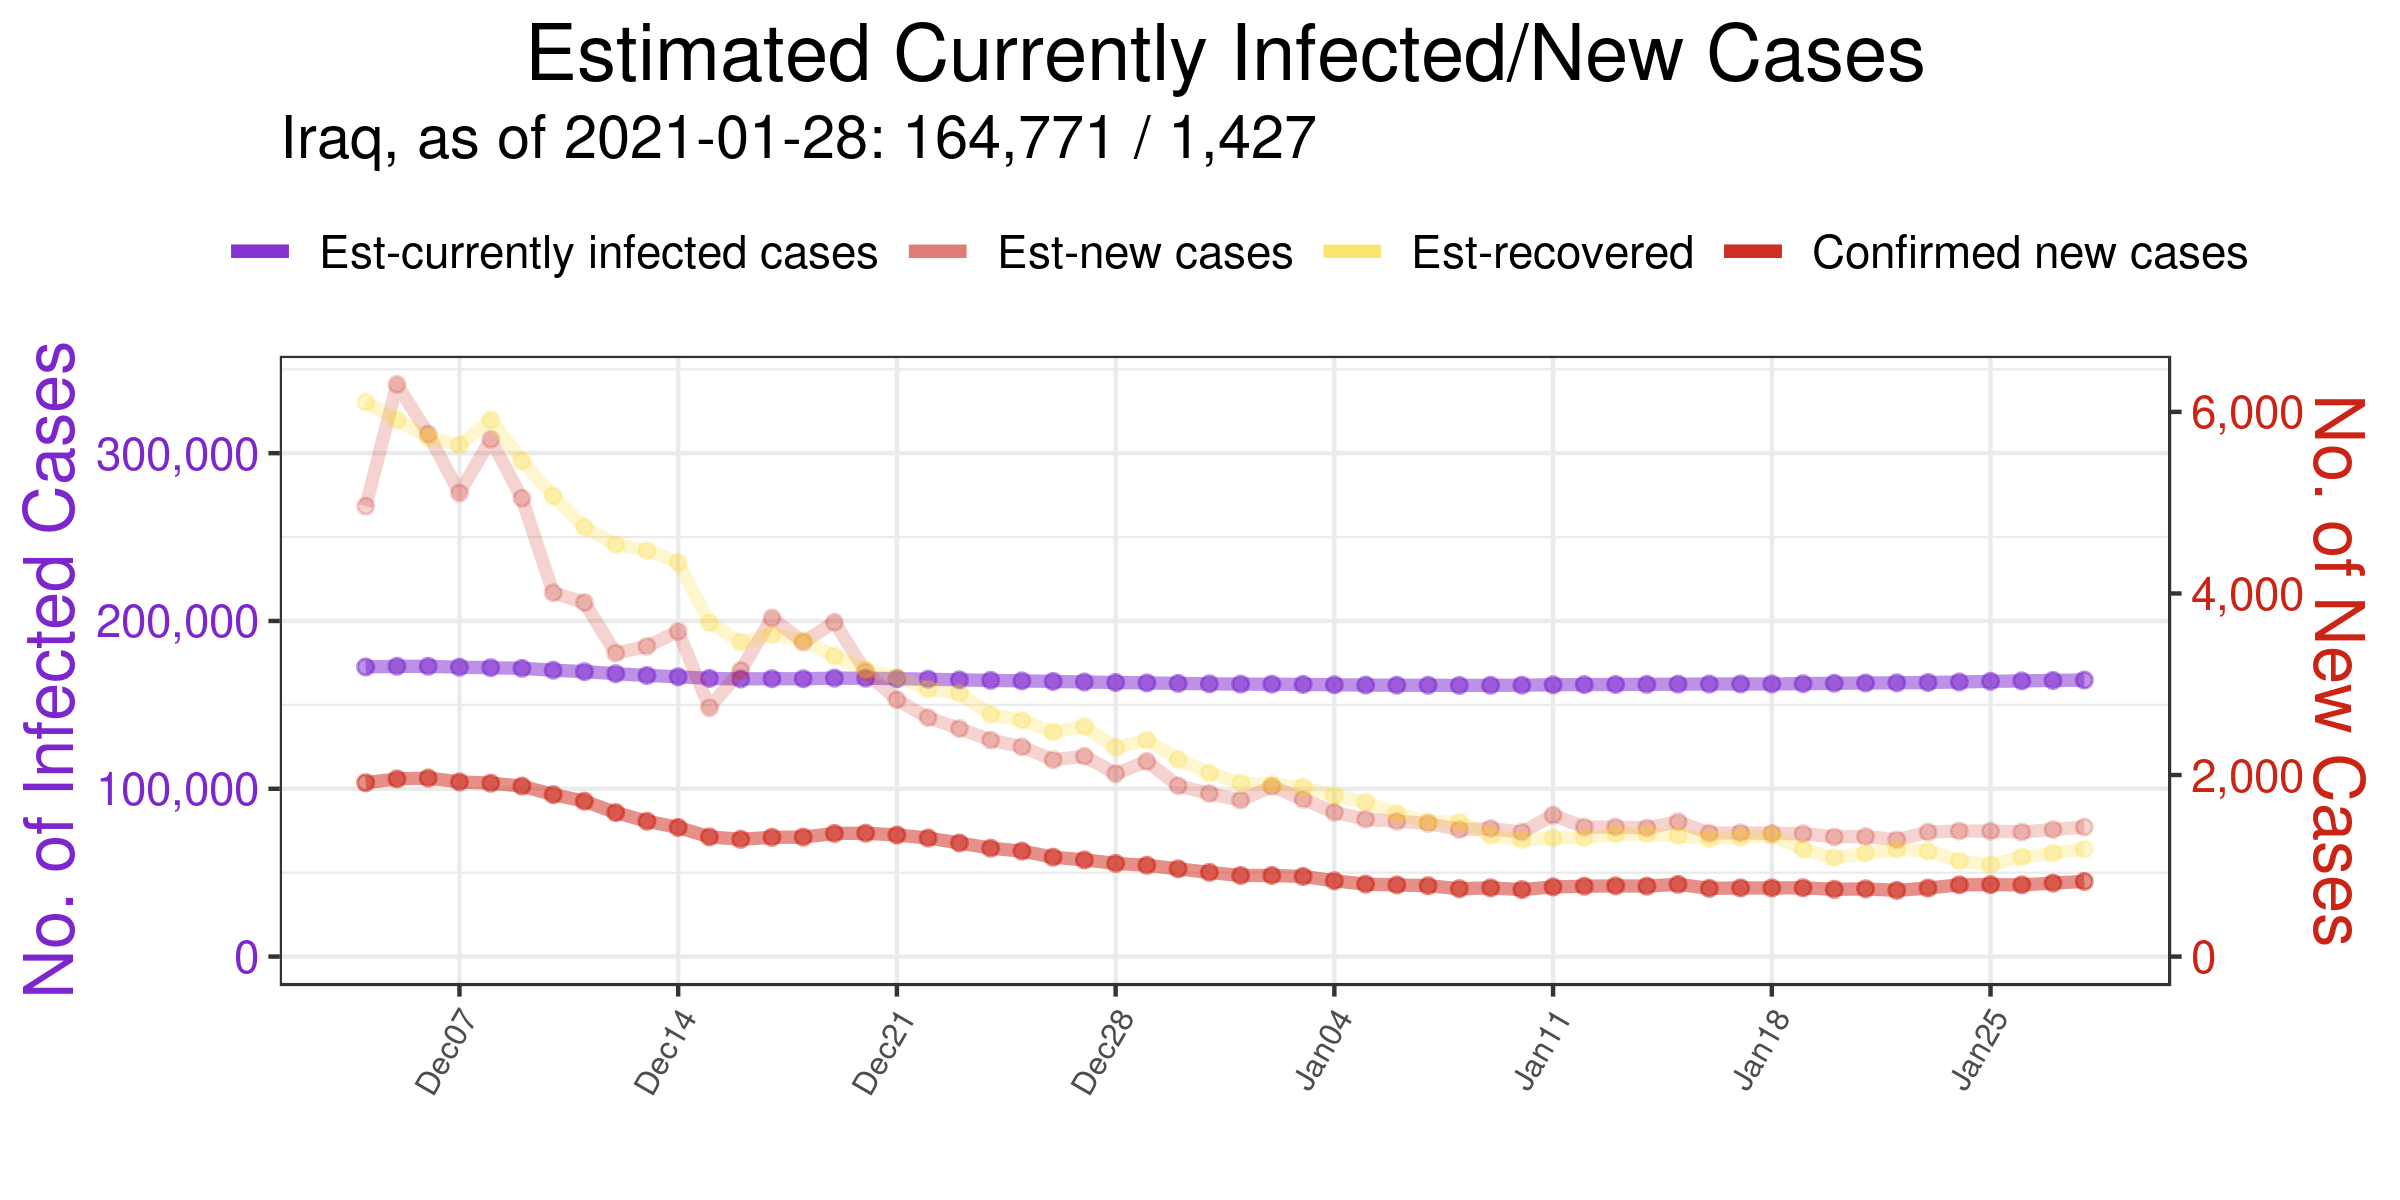 Estimated Currently Infected/New Cases
Iraq, as of 2021-01-28: 164,771 / 1,427
Est-currently infected cases Est-new cases Est-recovered Confirmed new cases
No. of Infected Cases
300,000
200,000
100,000
0
6,000
4,000
2,000
0
No. of New Cases
Dec07 Dec14 Dec21 Dec28 Jan04 Jan11 Jan18 Jan25